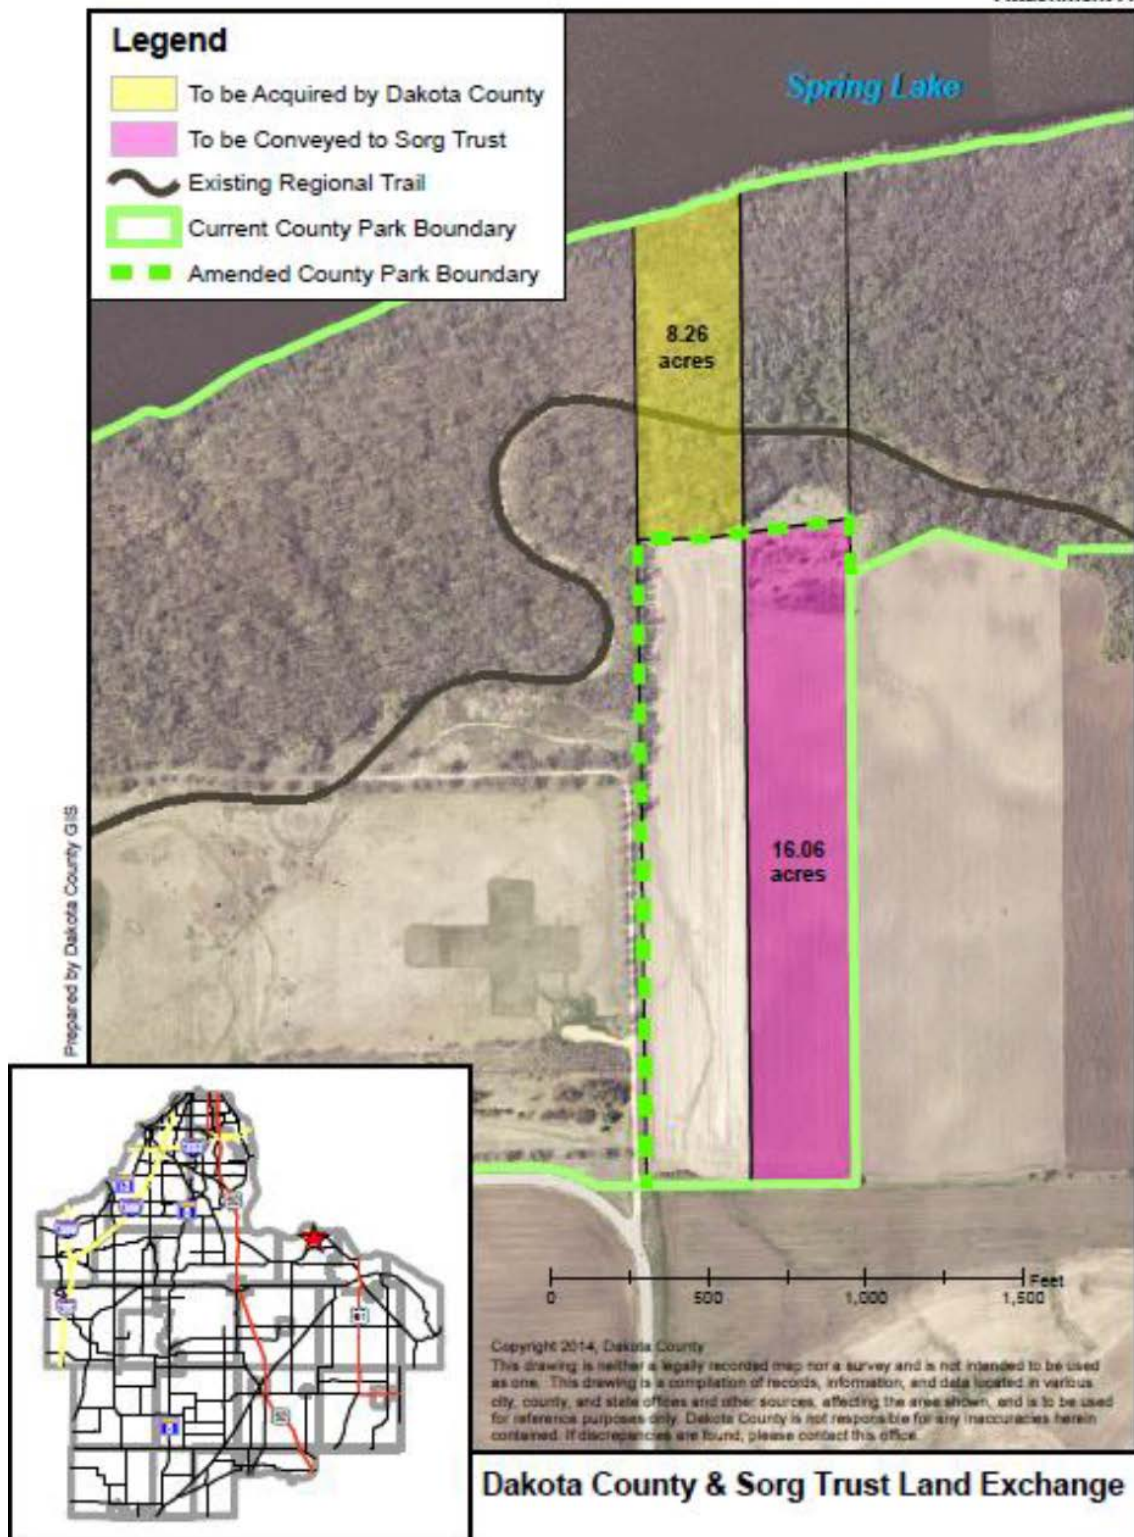 Legend
To be Acquired by Dakota County
To be Conveyed to Sorg Trust
Existing Regional Trail
Current County Park Boundary
Amended County Park Boundary
Spring Lake
8.26
acres
16.06
acres
Prepared by Dakota County GIS
52
52
0
500
1,000
1,500
Feet
Copyright 2014, Dakota County
This drawing is neither a legally recorded map nor a survey and is not intended to be used
as one. This drawing is a compilation of records, information, and data located in various
city, county, and state offices and other sources, affecting the area shown, and is to be used
for reference purposes only. Dakota County is not responsible for any inaccuracies herein
contained. If discrepancies are found, please contact this office.
Dakota County & Sorg Trust Land Exchange